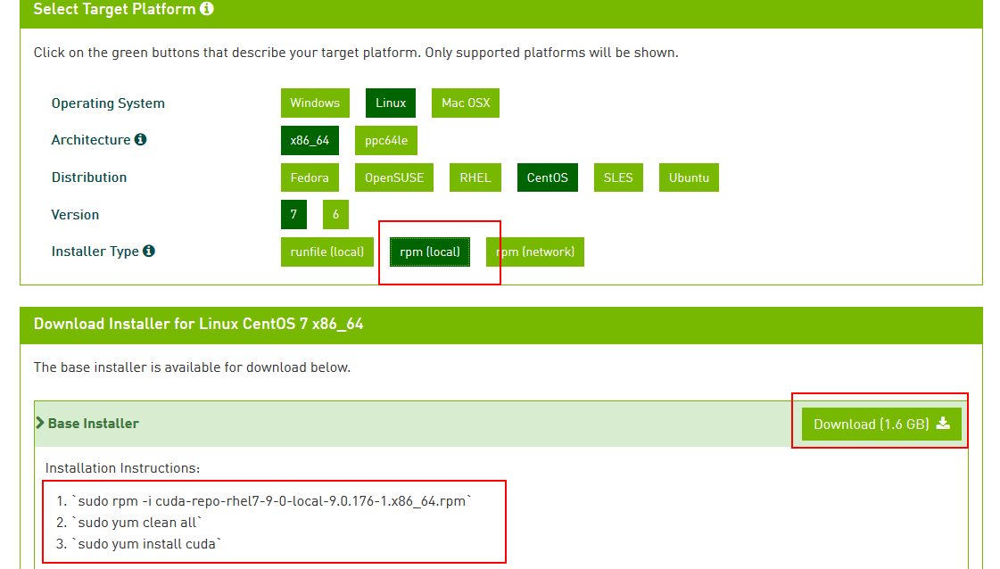 Select Target Platform
Click on the green buttons that describe your target platform. Only supported platforms will be shown.
Operating System Windows Linux Mac OSX
Architecture x86_64 ppc64le
Distribution Fedora OpenSUSE RHEL CentOS SLES Ubuntu
Version 7 6
Installer Type runfile (local) rpm (local) rpm (network)
Download Installer for Linux CentOS 7 x86_64
The base installer is available for download below.
Base Installer Download (1.6 GB)
Installation Instructions:
1. `sudo rpm -i cuda-repo-rhel7-9-0-local-9.0.176-1.x86_64.rpm`
2. `sudo yum clean all`
3. `sudo yum install cuda`